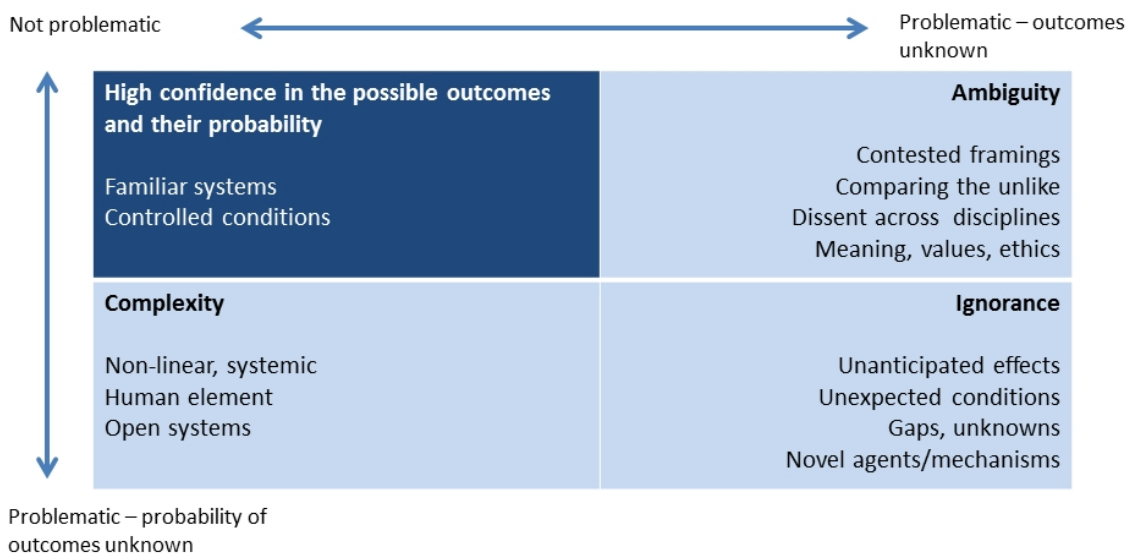 Not problematic
Problematic – outcomes
unknown
High confidence in the possible outcomes
and their probability
Familiar systems
Controlled conditions
Ambiguity
Contested framings
Comparing the unlike
Dissent across disciplines
Meaning, values, ethics
Complexity
Non-linear, systemic
Human element
Open systems
Ignorance
Unanticipated effects
Unexpected conditions
Gaps, unknowns
Novel agents/mechanisms
Problematic – probability of
outcomes unknown